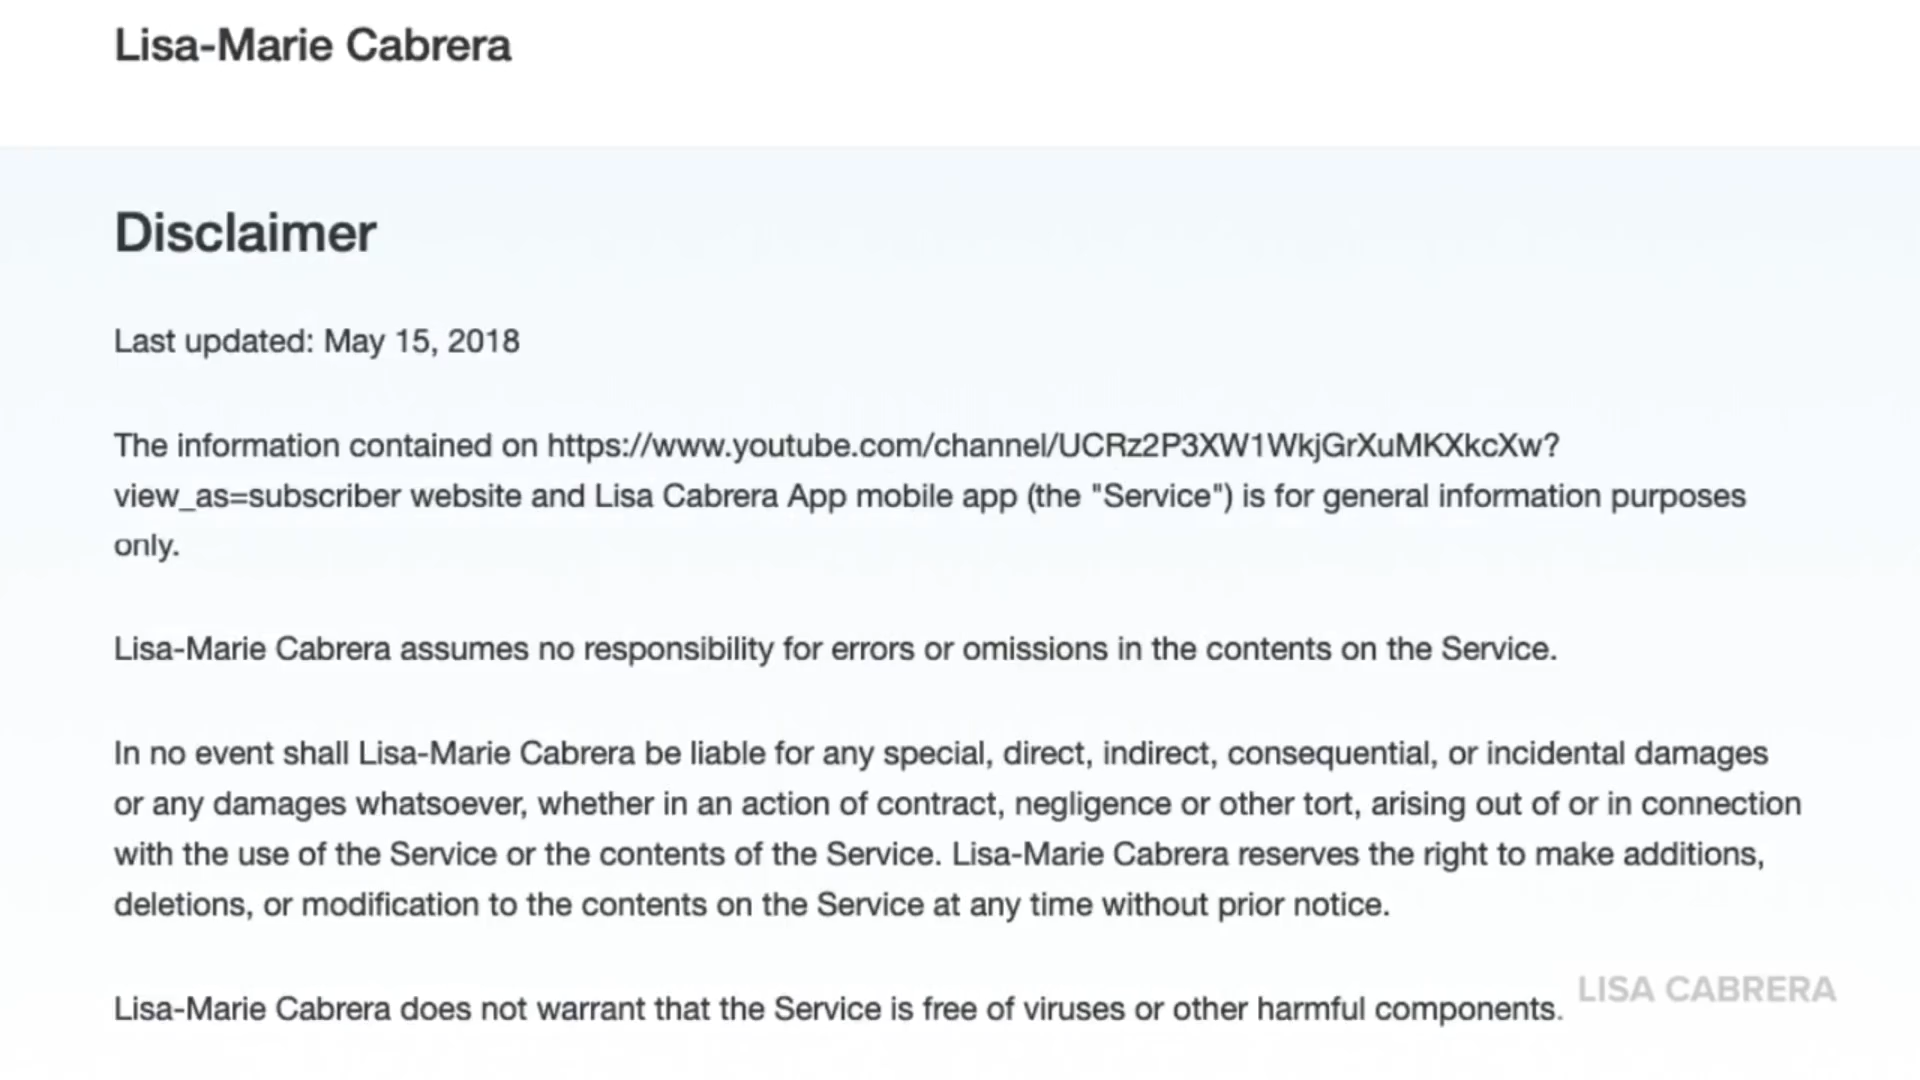 Lisa-Marie Cabrera
Disclaimer
Last updated: May 15, 2018
The information contained on https://www.youtube.com/channel/UCRz2P3XW1WkjGrXuMKXkcXw?
view_as=subscriber website and Lisa Cabrera App mobile app (the "Service") is for general information purposes
only.
Lisa-Marie Cabrera assumes no responsibility for errors or omissions in the contents on the Service.
In no event shall Lisa-Marie Cabrera be liable for any special, direct, indirect, consequential, or incidental damages
or any damages whatsoever, whether in an action of contract, negligence or other tort, arising out of or in connection
with the use of the Service or the contents of the Service. Lisa-Marie Cabrera reserves the right to make additions,
deletions, or modification to the contents on the Service at any time without prior notice.
Lisa-Marie Cabrera does not warrant that the Service is free of viruses or other harmful components.
LISA CABRERA